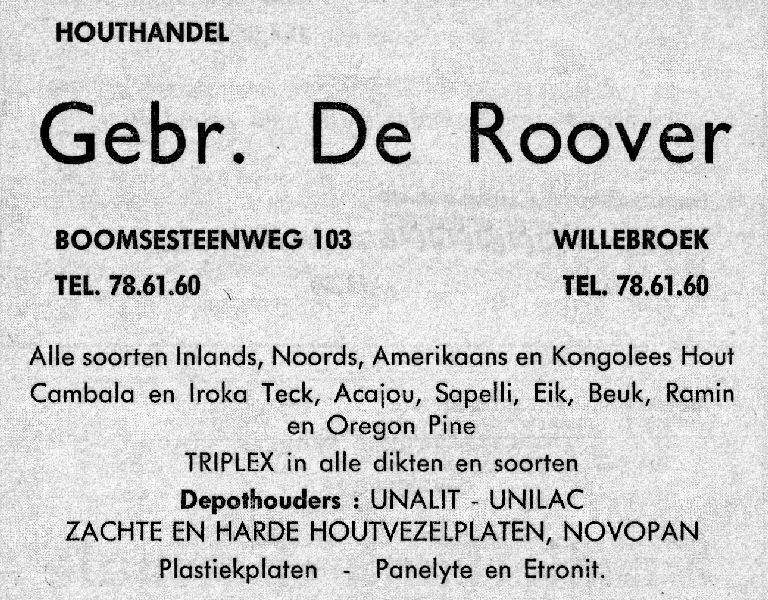 HOUTHANDEL
Gebr. De Roover
BOOMSESTEENWEG 103 WILLEBROEK
TEL. 78.61.60 TEL. 78.61.60
Alle soorten Inlands, Noords, Amerikaans en Kongolees Hout
Cambala en Iroka Teck, Acajou, Sapelli, Eik, Beuk, Ramin
en Oregon Pine
TRIPLEX in alle dikten en soorten
Depothouders : UNALIT - UNILAC
ZACHTE EN HARDE HOUTVEZELPLATEN, NOVOPAN
Plastiekplaten - Panelyte en Etronit.